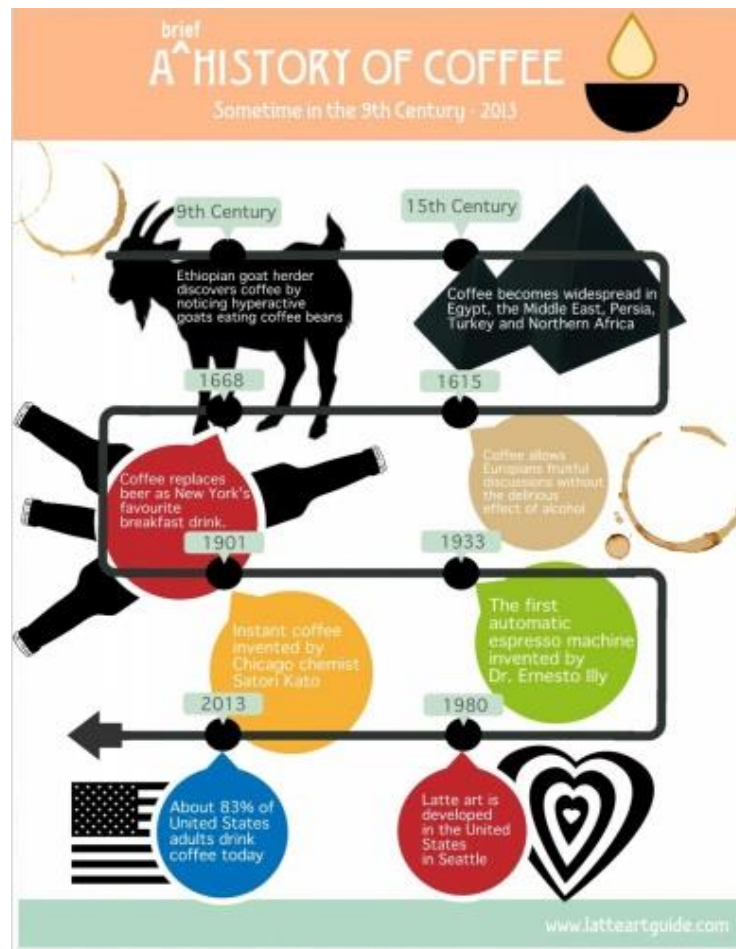 brief
A^HISTORY OF COFFEE
Sometime in the 9th Century - 2013
9th Century
Ethiopian goat herder
discovers coffee by
noticing hyperactive
goats eating coffee beans
15th Century
Coffee becomes widespread in
Egypt, the Middle East, Persia,
Turkey and Northern Africa
1615
Coffee allows
Europians fruitful
discussions without
the delirious
effect of alcohol
1668
Coffee replaces
beer as New York's
favourite
breakfast drink.
1901
Instant coffee
invented by
Chicago chemist
Satori Kato
1933
The first
automatic
espresso machine
invented by
Dr. Ernesto Illy
1980
Latte art is
developed
in the United
States
in Seattle
2013
About 83% of
United States
adults drink
coffee today
www.latteartguide.com